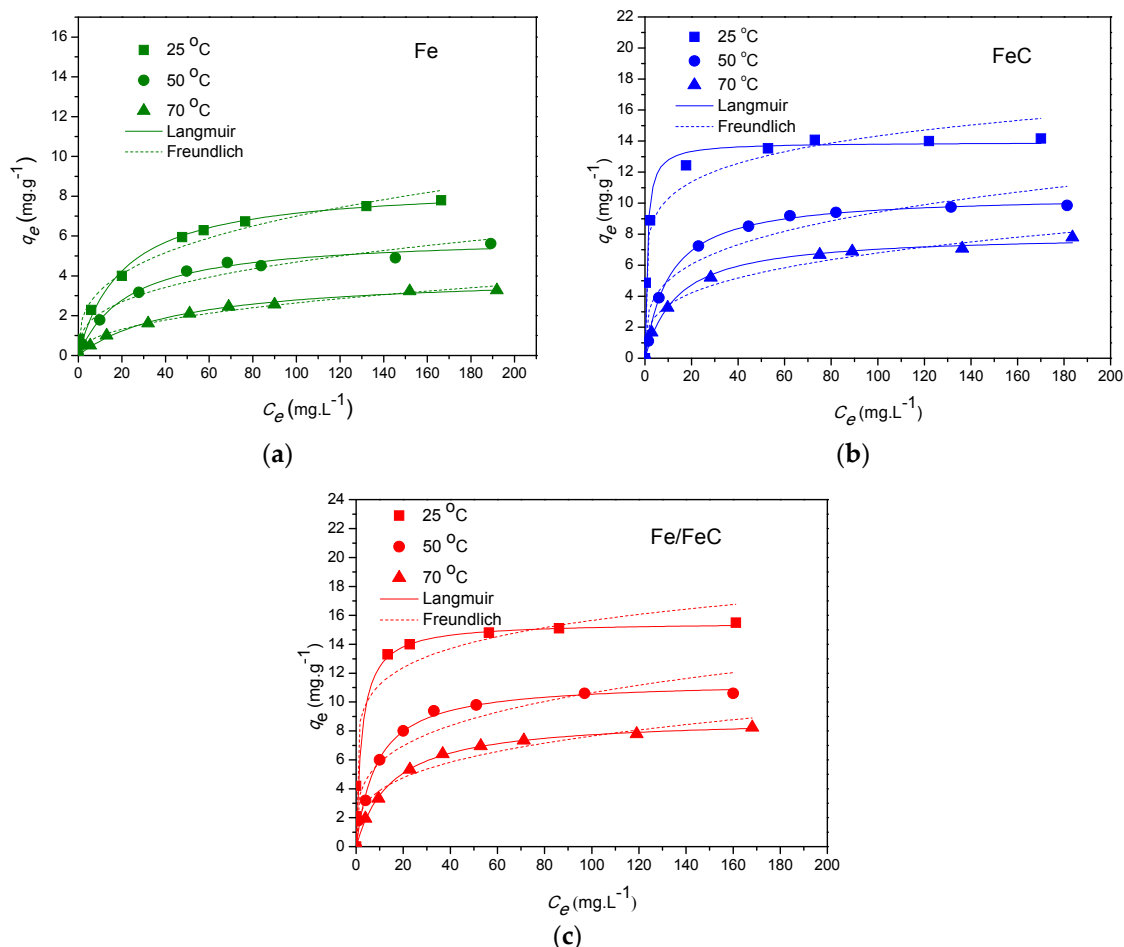 Fe
25 °C
50 °C
70 °C
Langmuir
Freundlich
16
14
12
10
8
6
4
2
0
0 20 40 60 80 100 120 140 160 180 200
qe (mg.g-1)
Ce (mg.L-1)
(a)
FeC
25 °C
50 °C
70 °C
Langmuir
Freundlich
22
20
18
16
14
12
10
8
6
4
2
0
0 20 40 60 80 100 120 140 160 180 200
qe (mg.g-1)
Ce (mg.L-1)
(b)
Fe/FeC
25 °C
50 °C
70 °C
Langmuir
Freundlich
24
22
20
18
16
14
12
10
8
6
4
2
0
0 20 40 60 80 100 120 140 160 180 200
qe (mg.g-1)
Ce (mg.L-1)
(c)